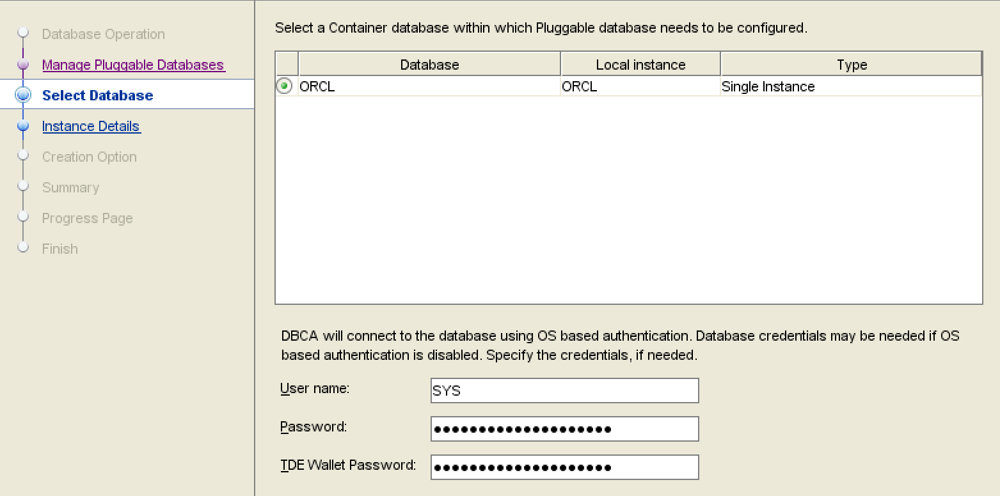 Database Operation
Manage Pluggable Databases
Select Database
Instance Details
Creation Option
Summary
Progress Page
Finish
Select a Container database within which Pluggable database needs to be configured.
Database Local instance Type
ORCL ORCL Single Instance
DBCA will connect to the database using OS based authentication. Database credentials may be needed if OS
based authentication is disabled. Specify the credentials, if needed.
User name: SYS
Password: ●●●●●●●●●●●●●●●●●●●●
TDE Wallet Password: ●●●●●●●●●●●●●●●●●●●●